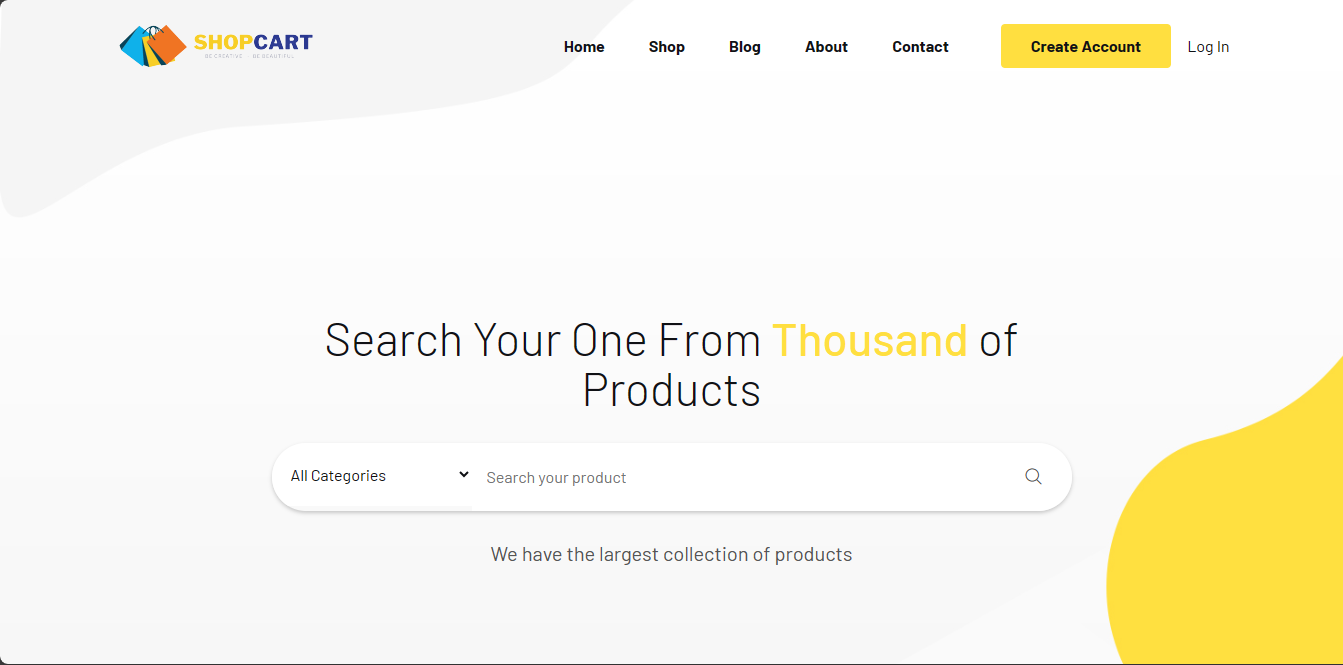 SHOPCART
BE CREATIVE BE BEAUTIFUL
Home Shop Blog About Contact Create Account Log In
Search Your One From Thousand of
Products
All Categories Search your product
We have the largest collection of products